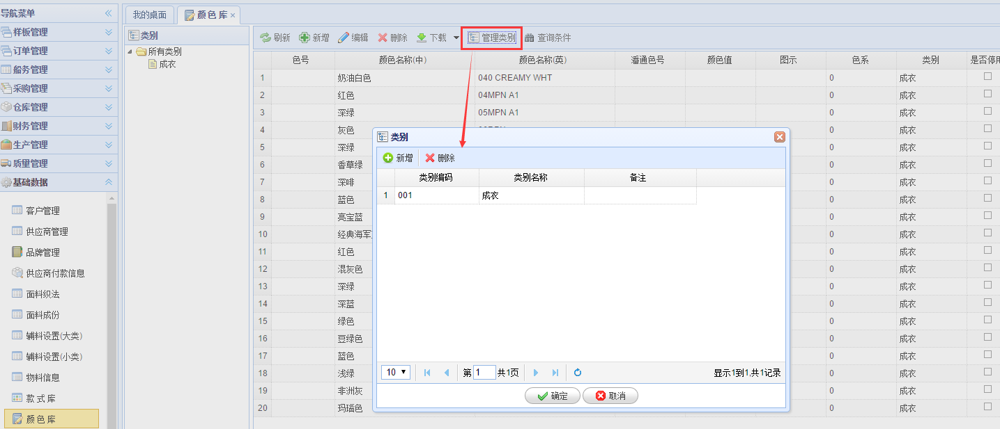 导航菜单
样板管理
订单管理
船务管理
采购管理
仓库管理
财务管理
生产管理
质量管理
基础数据
客户管理
供应商管理
品牌管理
供应商付款信息
面料织法
面料成份
辅料设置(大类)
辅料设置(小类)
物料信息
款 式 库
颜 色 库
我的桌面 颜 色 库
类别
所有类别
成衣
刷新 新增 编辑 删除 下载 管理类别 查询条件
色号 颜色名称(中) 颜色名称(英) 潘通色号 颜色值 图示 色系 类别 是否停用
1 奶油白色 040 CREAMY WHT 0 成衣
2 红色 04MPN A1 0 成衣
3 深绿 05MPN A1 0 成衣
4 灰色 0 成衣
5 深绿 0 成衣
6 香草绿 0 成衣
7 深啡 0 成衣
8 蓝色 0 成衣
9 亮宝蓝 0 成衣
10 经典海军 0 成衣
11 红色 0 成衣
12 混灰色 0 成衣
13 深绿 0 成衣
14 深蓝 0 成衣
15 绿色 0 成衣
16 豆绿色 0 成衣
17 蓝色 0 成衣
18 浅绿 0 成衣
19 非洲灰 0 成衣
20 玛瑙色 0 成衣
类别
新增 删除
类别编码 类别名称 备注
1 001 成衣
10 第 1 共1页 显示1到1,共1记录
确定 取消